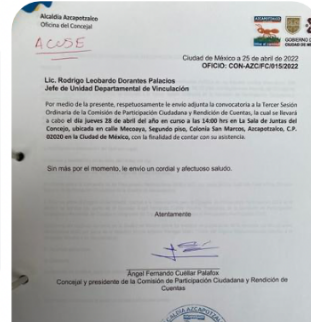 Alcaldía Azcapotzalco
Oficina del Concejal
ACUSE
AZCAPOTZALCO
GOBIERNO
CIUDAD DE MÉ
Ciudad de México a 25 de abril de 2022
OFICIO: CON-AZC/FC/015/2022
Lic. Rodrigo Leobardo Dorantes Palacios
Jefe de Unidad Departamental de Vinculación
Por medio de la presente, respetuosamente le envío adjunta la convocatoria a la Tercer Sesión
Ordinaria de la Comisión de Participación Ciudadana y Rendición de Cuentas, la cual se llevará
a cabo el día jueves 28 de abril del año en curso a las 14:00 hrs en La Sala de Juntas del
Concejo, ubicada en calle Mecoaya, Segundo piso, Colonia San Marcos, Azcapotzalco, C.P.
02020 en la Ciudad de México, con la finalidad de contar con su asistencia.
Sin más por el momento, le envío un cordial y afectuoso saludo.
Atentamente
Ángel Fernando Cuéllar Palafox
Concejal y presidente de la Comisión de Participación Ciudadana y Rendición de
Cuentas